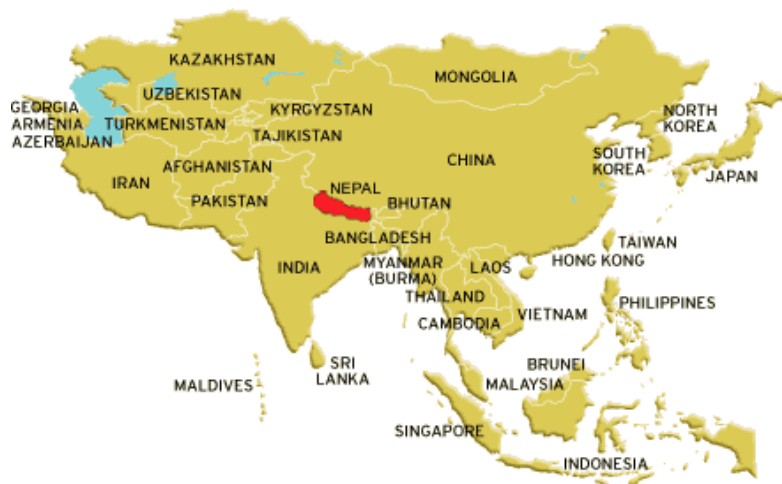 KAZAKHSTAN
MONGOLIA
UZBEKISTAN
GEORGIA
ARMENIA
AZERBAIJAN
TURKMENISTAN
KYRGYZSTAN
TAJIKISTAN
NORTH
KOREA
SOUTH
KOREA
JAPAN
CHINA
AFGHANISTAN
IRAN
PAKISTAN
NEPAL
BHUTAN
BANGLADESH
INDIA
MYANMAR
(BURMA)
LAOS
HONG KONG
TAIWAN
THAILAND
CAMBODIA
VIETNAM
PHILIPPINES
SRI
LANKA
MALDIVES
BRUNEI
MALAYSIA
SINGAPORE
INDONESIA